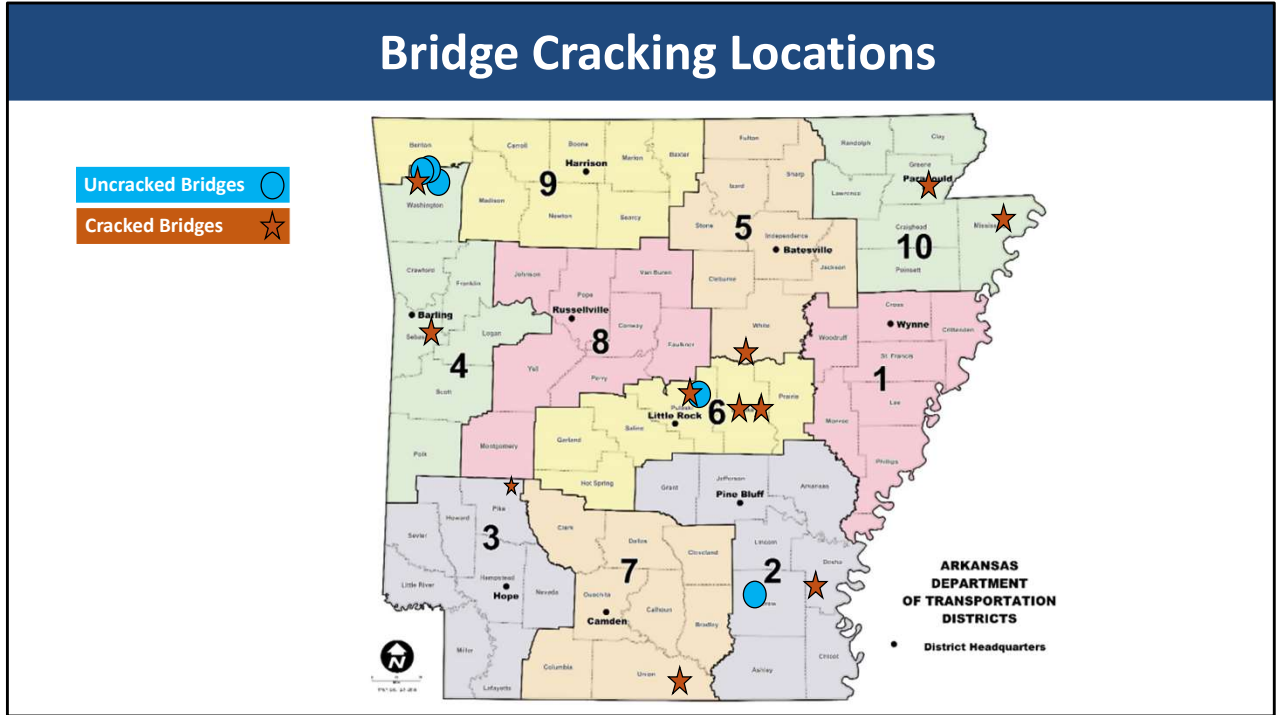 Bridge Cracking Locations
Uncracked Bridges
Cracked Bridges
Benton
Carroll
Boone
Harrison
Marion
Baxter
9
Madison
Newton
Searcy
Washington
Fulton
Izard
Sharp
Stone
5
Independence
Batesville
Cleburne
Jackson
White
Randolph
Clay
Greene
Lawrence
Craighead
10
Poinsett
Crawford
Franklin
Barling
Logan
4
Scott
Polk
Johnson
Pope
Van Buren
Russellville
8
Conway
Faulkner
Yell
Perry
Montgomery
Cross
Wynne
Crittenden
Woodruff
St. Francis
1
Lee
Monroe
Phillips
Prairie
6
Little Rock
Saline
Garland
Hot Spring
Grant
Jefferson
Arkansas
Pine Bluff
Lincoln
Desha
2
Ashley
Chicot
Pike
Howard
Sevier
3
Hempstead
Little River
Hope
Nevada
Miller
Lafayette
Clark
Dallas
Cleveland
7
Ouachita
Calhoun
Camden
Bradley
Columbia
Union
N
ARKANSAS
DEPARTMENT
OF TRANSPORTATION
DISTRICTS
District Headquarters